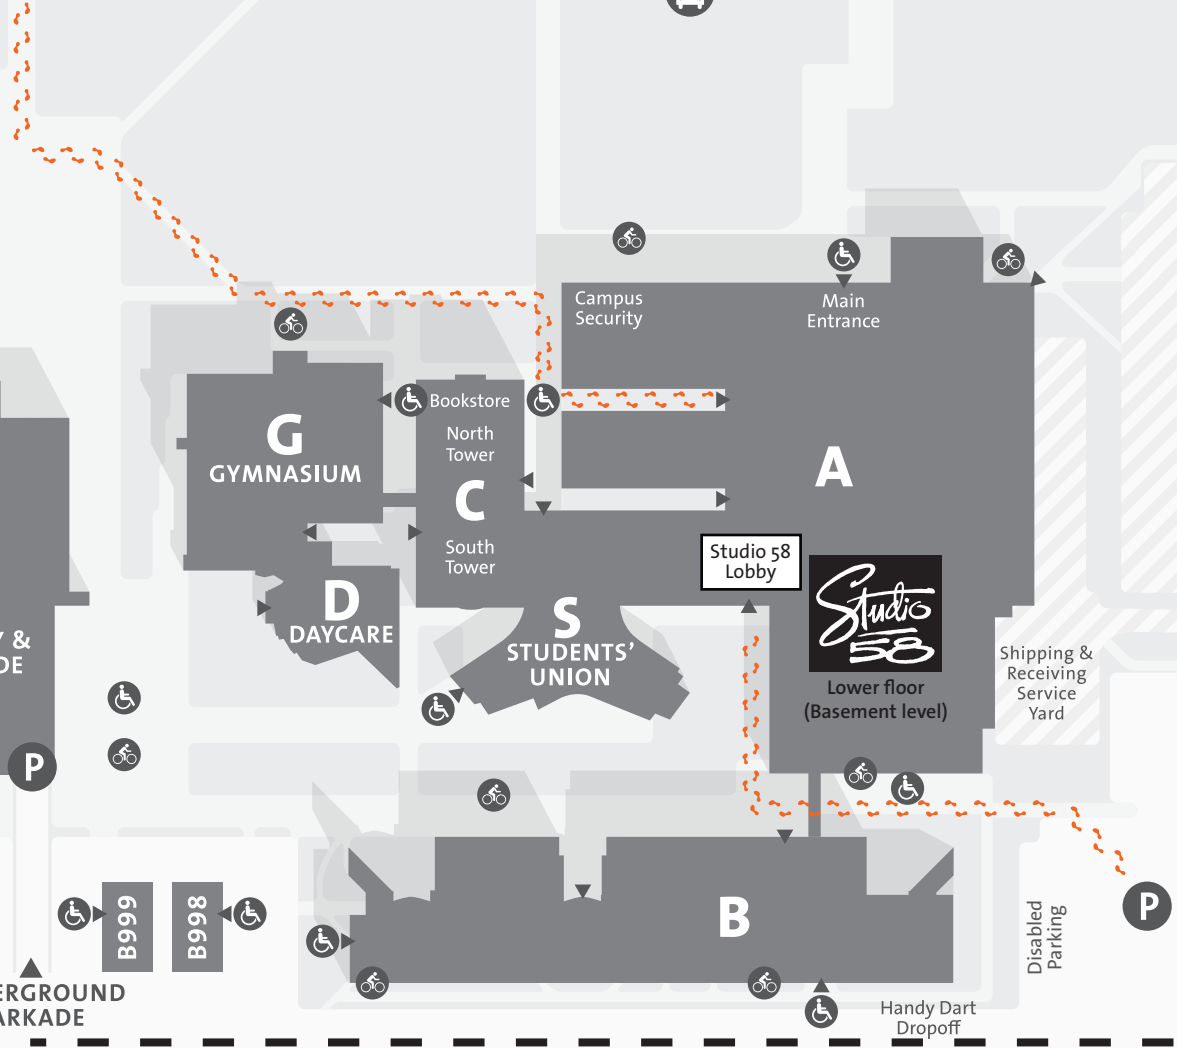 Campus
Security
Main
Entrance
Bookstore
North
Tower
G
GYMNASIUM
A
C
South
Tower
Studio 58
Lobby
Studio
58
D
DAYCARE
S
STUDENTS'
UNION
Y &
DE
Lower floor
(Basement level)
Shipping &
Receiving
Service
Yard
P
B999
B998
B
P
Disabled
Parking
ERGROUND
ARKADE
Handy Dart
Dropoff